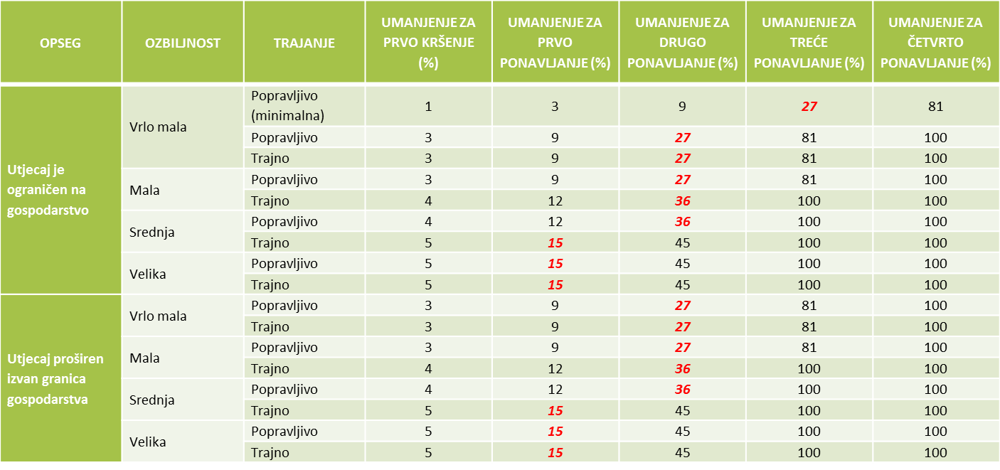 OPSEG OZBILJNOST TRAJANJE UMANJENJE ZA PRVO KRŠENJE (%) UMANJENJE ZA PRVO PONAVLJANJE (%) UMANJENJE ZA DRUGO PONAVLJANJE (%) UMANJENJE ZA TREĆE PONAVLJANJE (%) UMANJENJE ZA ČETVRTO PONAVLJANJE (%)
Utjecaj je ograničen na gospodarstvo
Vrlo mala
Popravljivo (minimalna) 1 3 9 27 81
Popravljivo 3 9 27 81 100
Trajno 3 9 27 81 100
Mala
Popravljivo 3 9 27 81 100
Trajno 4 12 36 100 100
Srednja
Popravljivo 4 12 36 100 100
Trajno 5 15 45 100 100
Velika
Popravljivo 5 15 45 100 100
Trajno 5 15 45 100 100
Utjecaj proširen izvan granica gospodarstva
Vrlo mala
Popravljivo 3 9 27 81 100
Trajno 3 9 27 81 100
Mala
Popravljivo 3 9 27 81 100
Trajno 4 12 36 100 100
Srednja
Popravljivo 4 12 36 100 100
Trajno 5 15 45 100 100
Velika
Popravljivo 5 15 45 100 100
Trajno 5 15 45 100 100